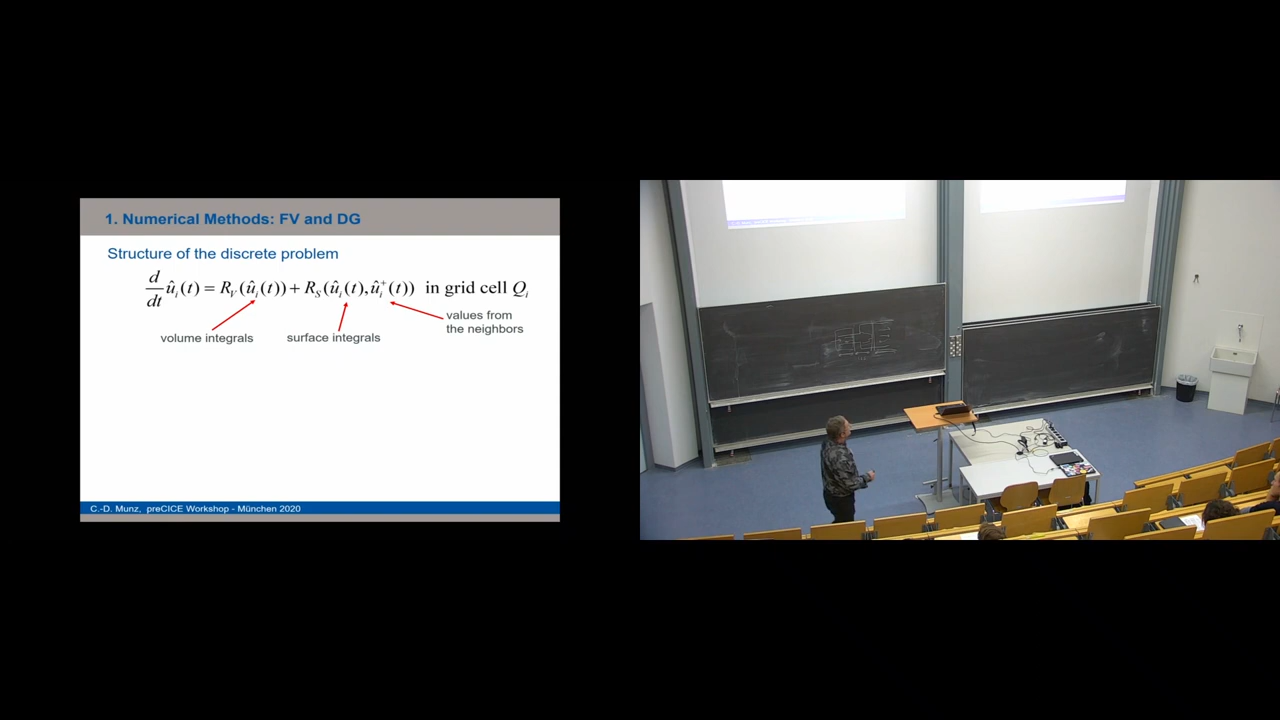 1. Numerical Methods: FV and DG
Structure of the discrete problem
d/dt û_i(t) = R_V(û_i(t)) + R_S(û_i(t), û_i^+(t)) in grid cell Q_i
values from
the neighbors
volume integrals surface integrals
C.-D. Munz, preCICE Workshop - München 2020